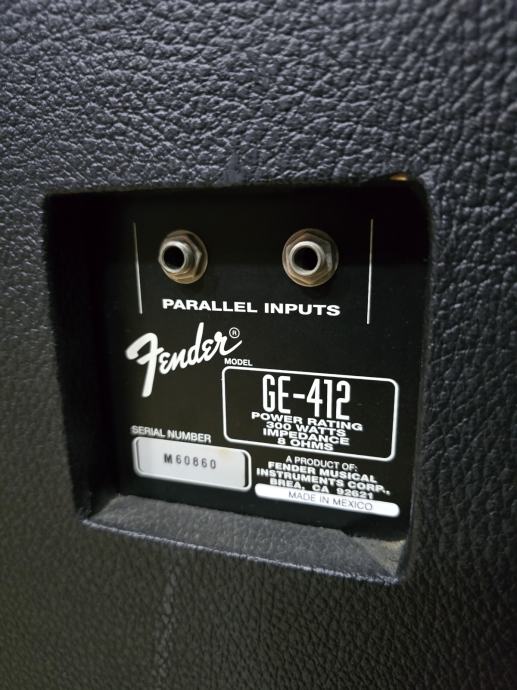 PARALLEL INPUTS
Fender®
MODEL
GE-412
POWER RATING
300 WATTS
IMPEDANCE
8 OHMS
SERIAL NUMBER
M60860
A PRODUCT OF:
FENDER MUSICAL
INSTRUMENTS CORP.,
BREA, CA 92621
MADE IN MEXICO